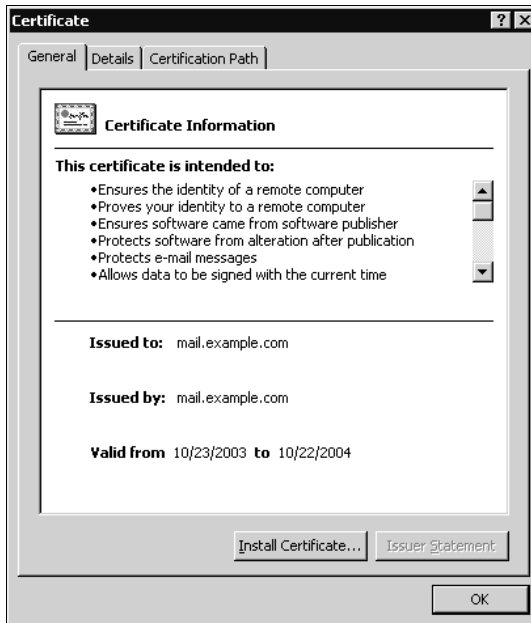 Certificate
General Details Certification Path
Certificate Information
This certificate is intended to:
•Ensures the identity of a remote computer
•Proves your identity to a remote computer
•Ensures software came from software publisher
•Protects software from alteration after publication
•Protects e-mail messages
•Allows data to be signed with the current time
Issued to: mail.example.com
Issued by: mail.example.com
Valid from 10/23/2003 to 10/22/2004
Install Certificate... Issuer Statement
OK